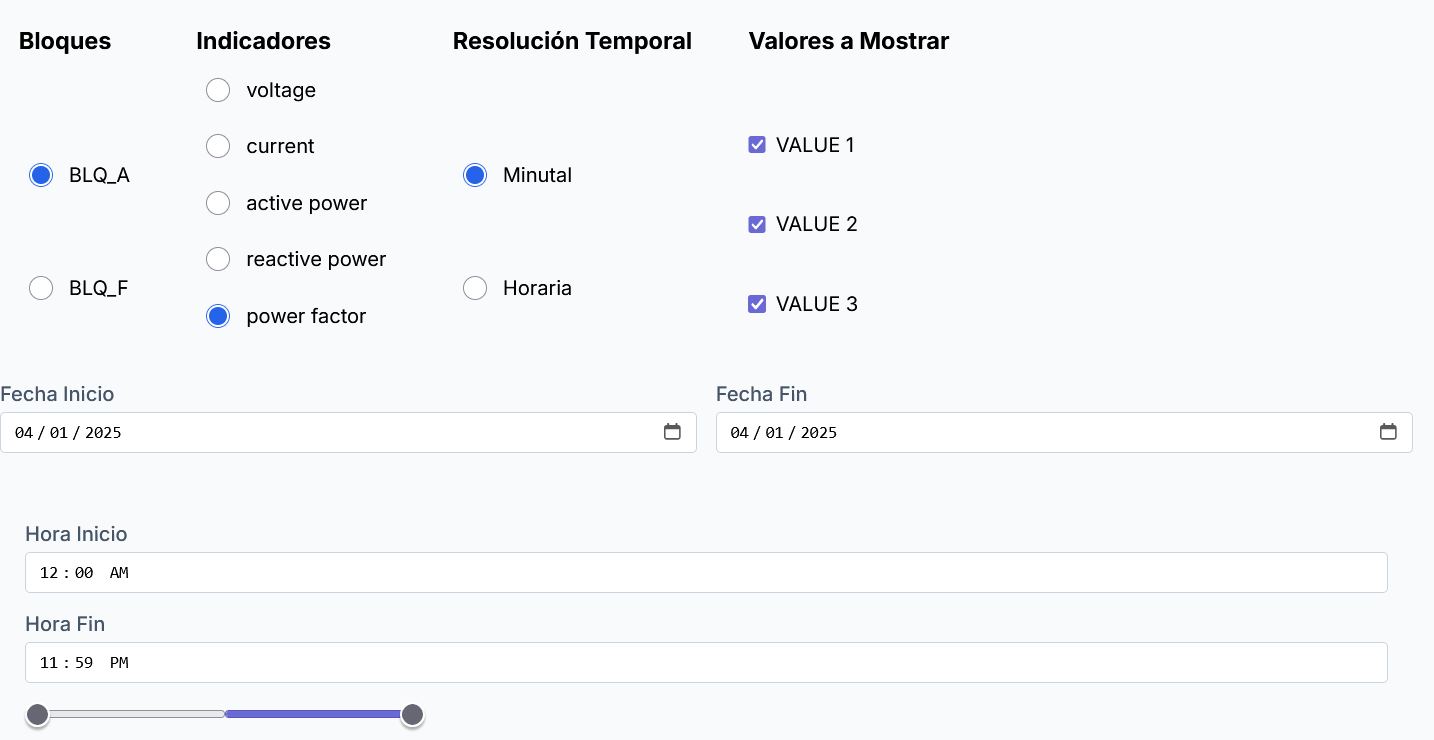 Bloques
Indicadores
Resolución Temporal
Valores a Mostrar
voltage
current
active power
reactive power
power factor
BLQ_A
BLQ_F
Minutal
Horaria
VALUE 1
VALUE 2
VALUE 3
Fecha Inicio
04/01/2025
Fecha Fin
04/01/2025
Hora Inicio
12:00 AM
Hora Fin
11:59 PM